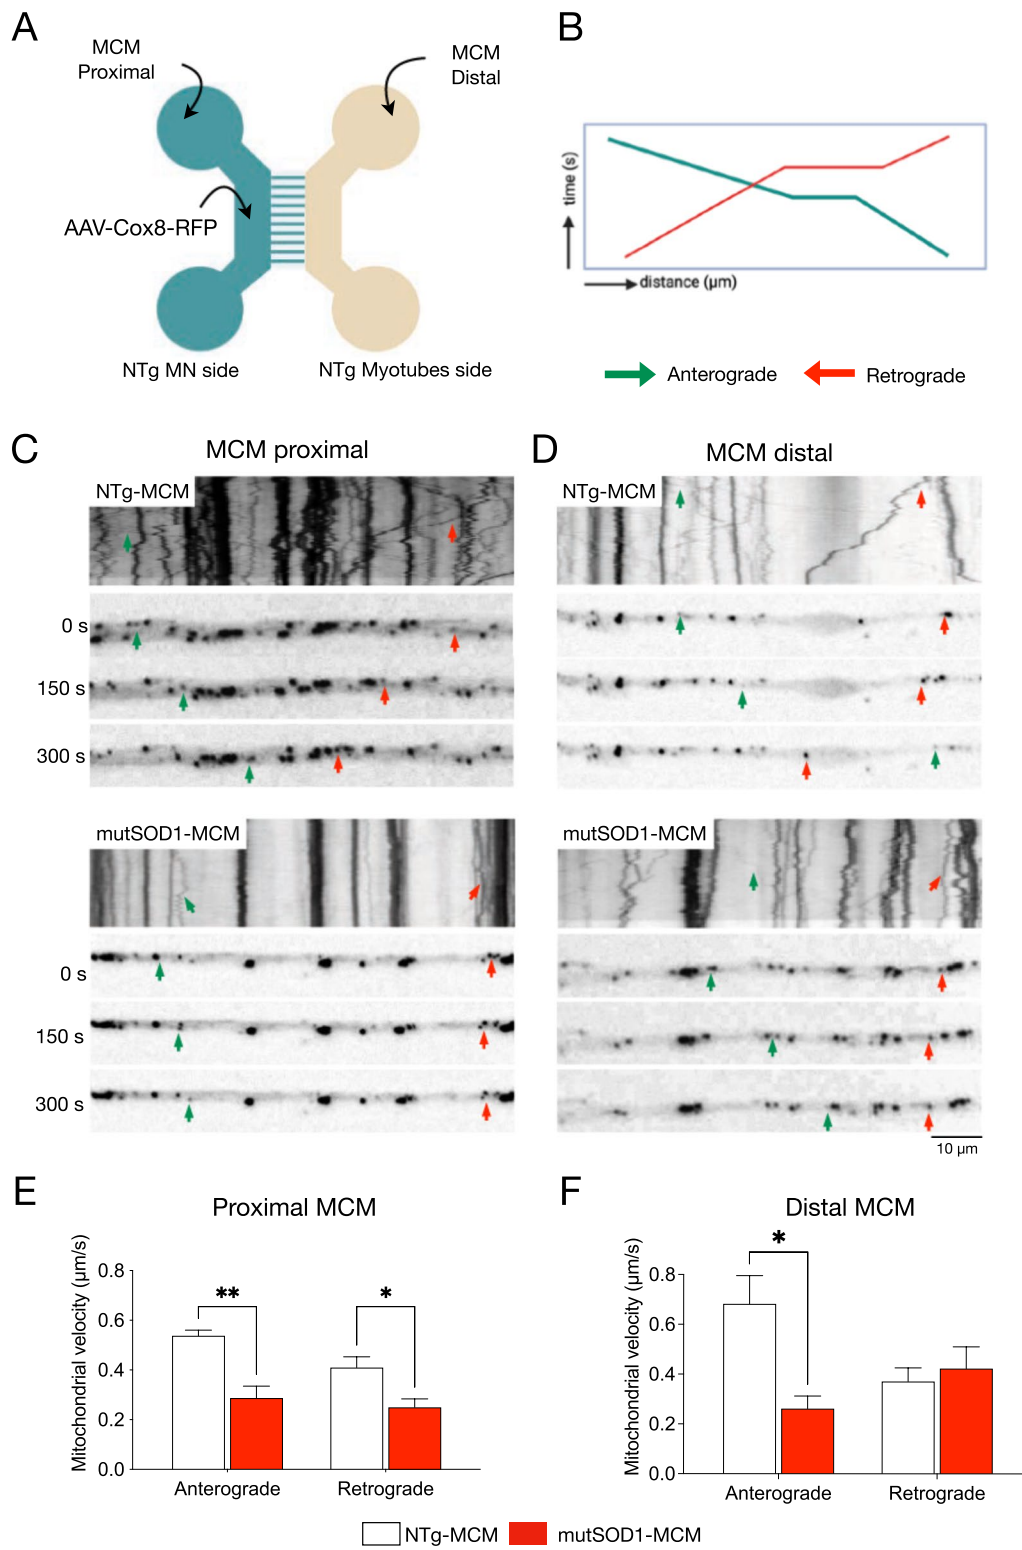 A
MCM
Proximal
MCM
Distal
AAV-Cox8-RFP
NTg MN side
NTg Myotubes side
B
time (s)
distance (µm)
Anterograde
Retrograde
C
MCM proximal
NTg-MCM
0 s
150 s
300 s
mutSOD1-MCM
0 s
150 s
300 s
D
MCM distal
NTg-MCM
mutSOD1-MCM
10 µm
E
Proximal MCM
Mitochondrial velocity (µm/s)
0.8
0.6
0.4
0.2
0.0
**
*
Anterograde
Retrograde
F
Distal MCM
Mitochondrial velocity (µm/s)
0.8
0.6
0.4
0.2
0.0
*
Anterograde
Retrograde
NTg-MCM
mutSOD1-MCM